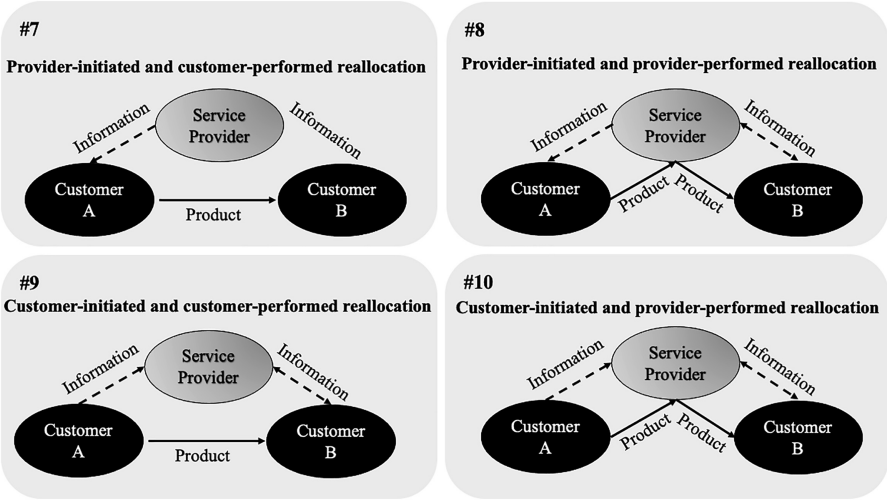 #7
Provider-initiated and customer-performed reallocation
Information
Service
Provider
Information
Customer
A
Product
Customer
B
#8
Provider-initiated and provider-performed reallocation
Information
Service
Provider
Information
Customer
A
Product
Product
Customer
B
#9
Customer-initiated and customer-performed reallocation
Information
Service
Provider
Information
Customer
A
Product
Customer
B
#10
Customer-initiated and provider-performed reallocation
Information
Service
Provider
Information
Customer
A
Product
Product
Customer
B